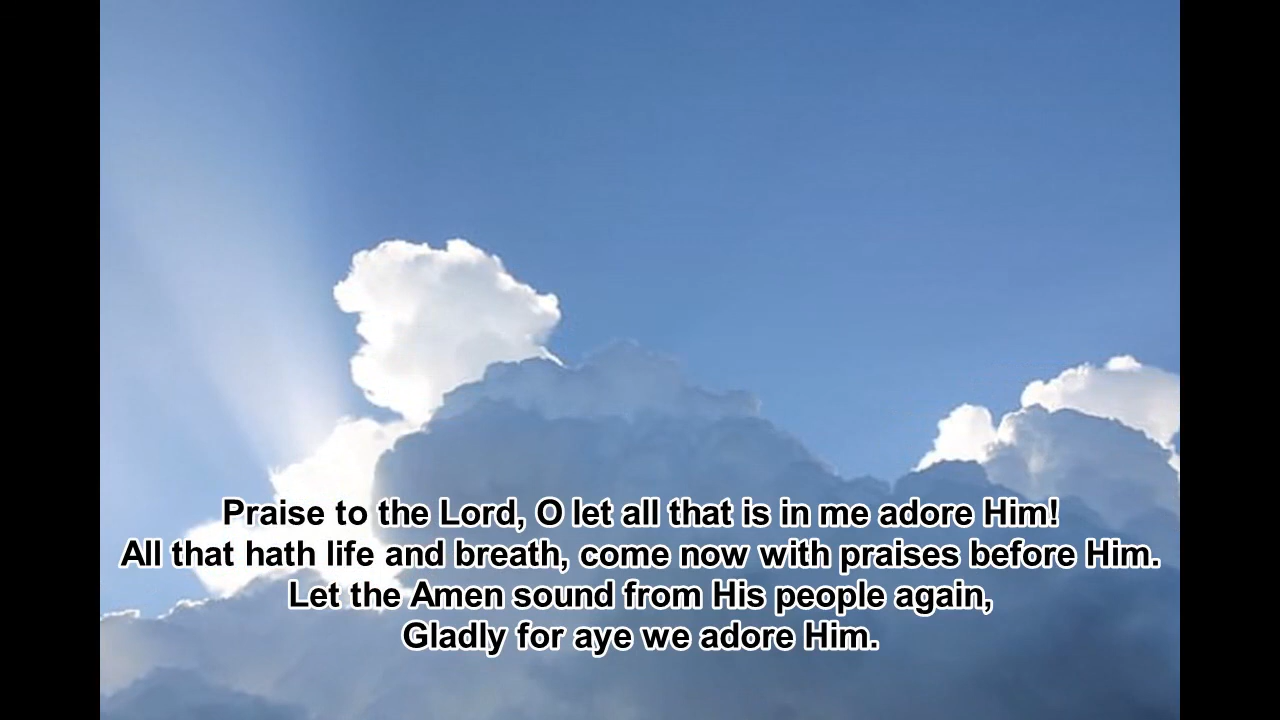 Praise to the Lord, O let all that is in me adore Him!
All that hath life and breath, come now with praises before Him.
Let the Amen sound from His people again,
Gladly for aye we adore Him.